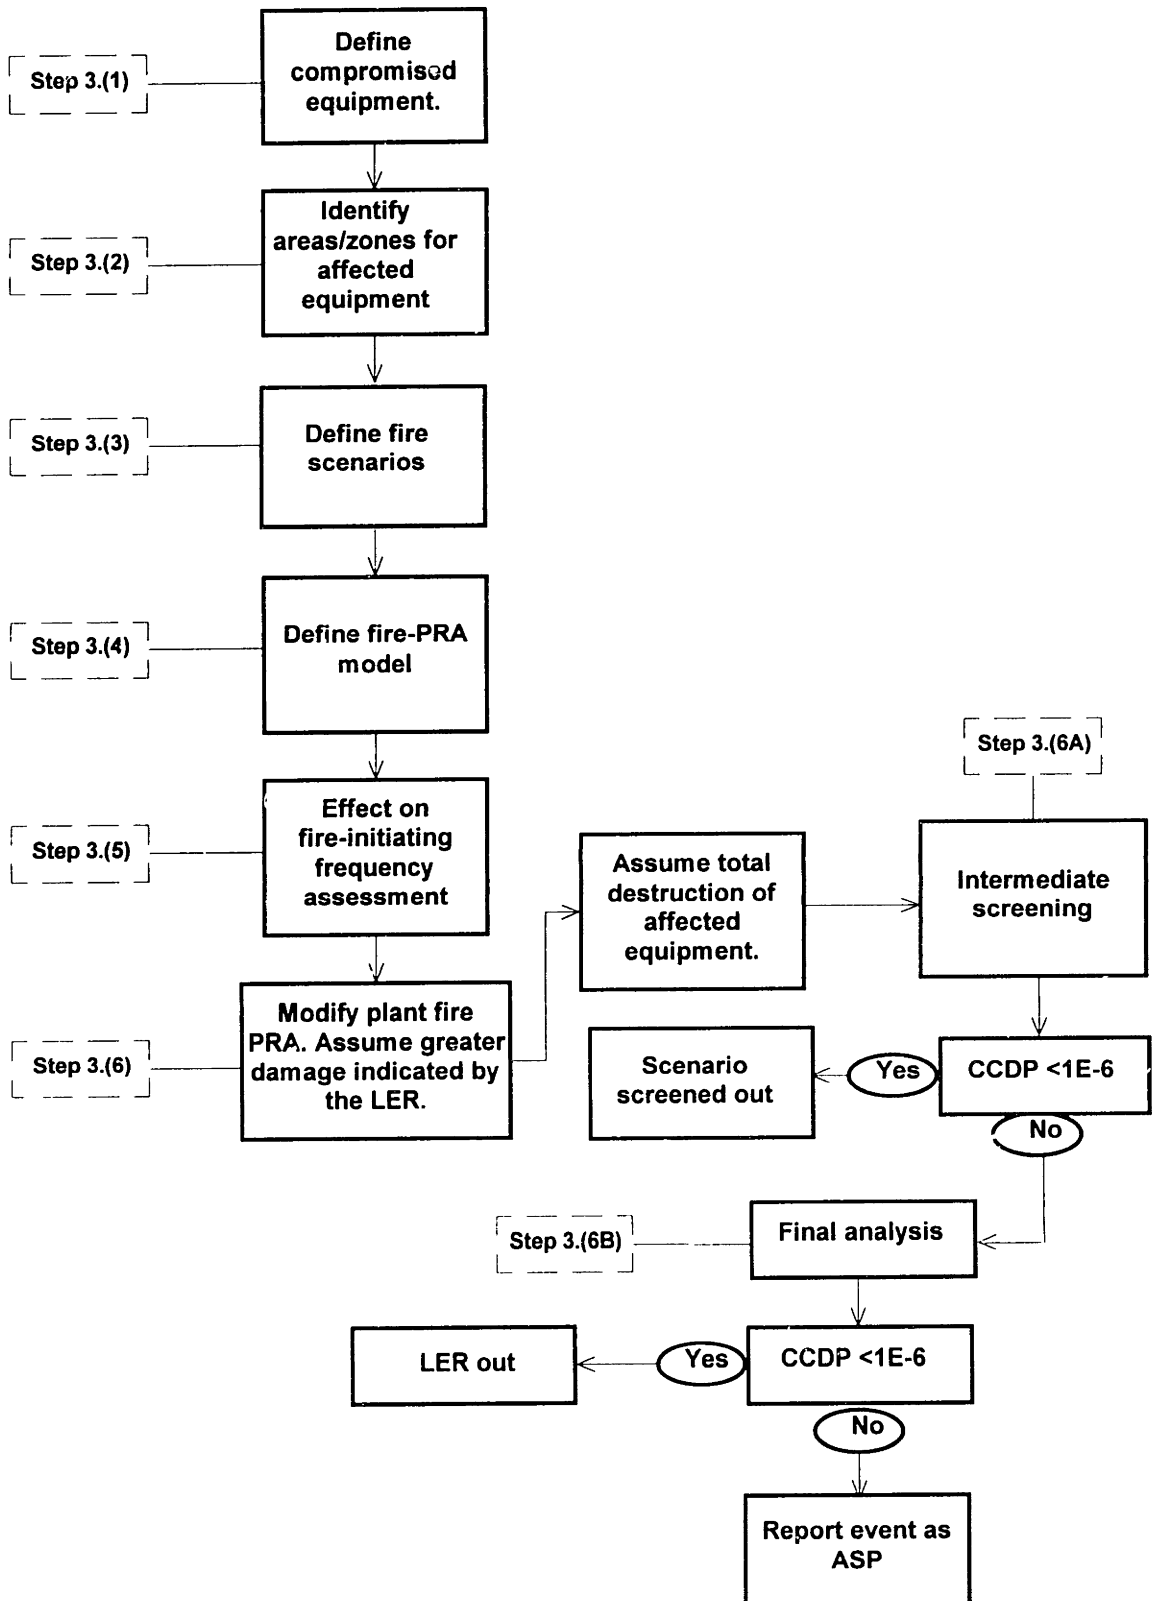 Define
compromised
equipment.
Step 3.(1)
Identify
areas/zones for
affected
equipment
Step 3.(2)
Define fire
scenarios
Step 3.(3)
Define fire-PRA
model
Step 3.(4)
Effect on
fire-initiating
frequency
assessment
Step 3.(5)
Modify plant fire
PRA. Assume greater
damage indicated by
the LER.
Step 3.(6)
Assume total
destruction of
affected
equipment.
Step 3.(6A)
Intermediate
screening
CCDP <1E-6
Yes
Scenario
screened out
No
Final analysis
Step 3.(6B)
CCDP <1E-6
Yes
LER out
No
Report event as
ASP